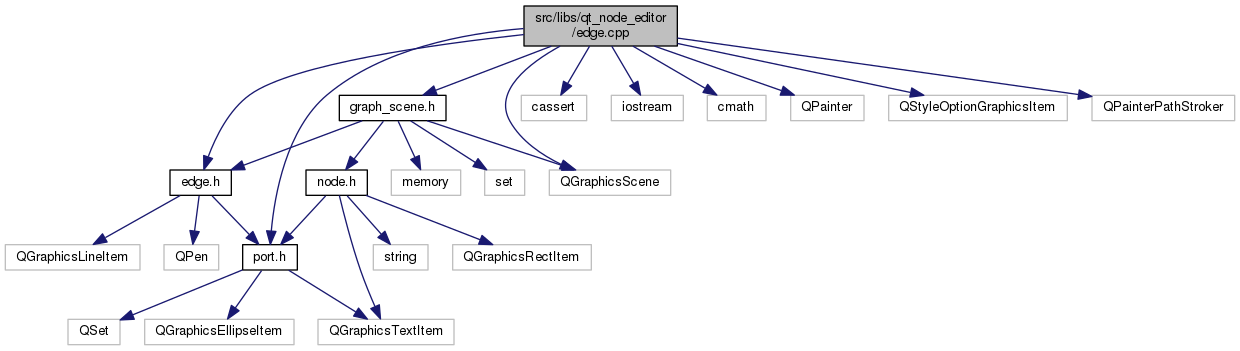 src/libs/qt_node_editor
/edge.cpp
graph_scene.h
cassert
iostream
cmath
QPainter
QStyleOptionGraphicsItem
QPainterPathStroker
edge.h
node.h
memory
set
QGraphicsScene
QGraphicsLineItem
QPen
port.h
string
QGraphicsRectItem
QSet
QGraphicsEllipseItem
QGraphicsTextItem